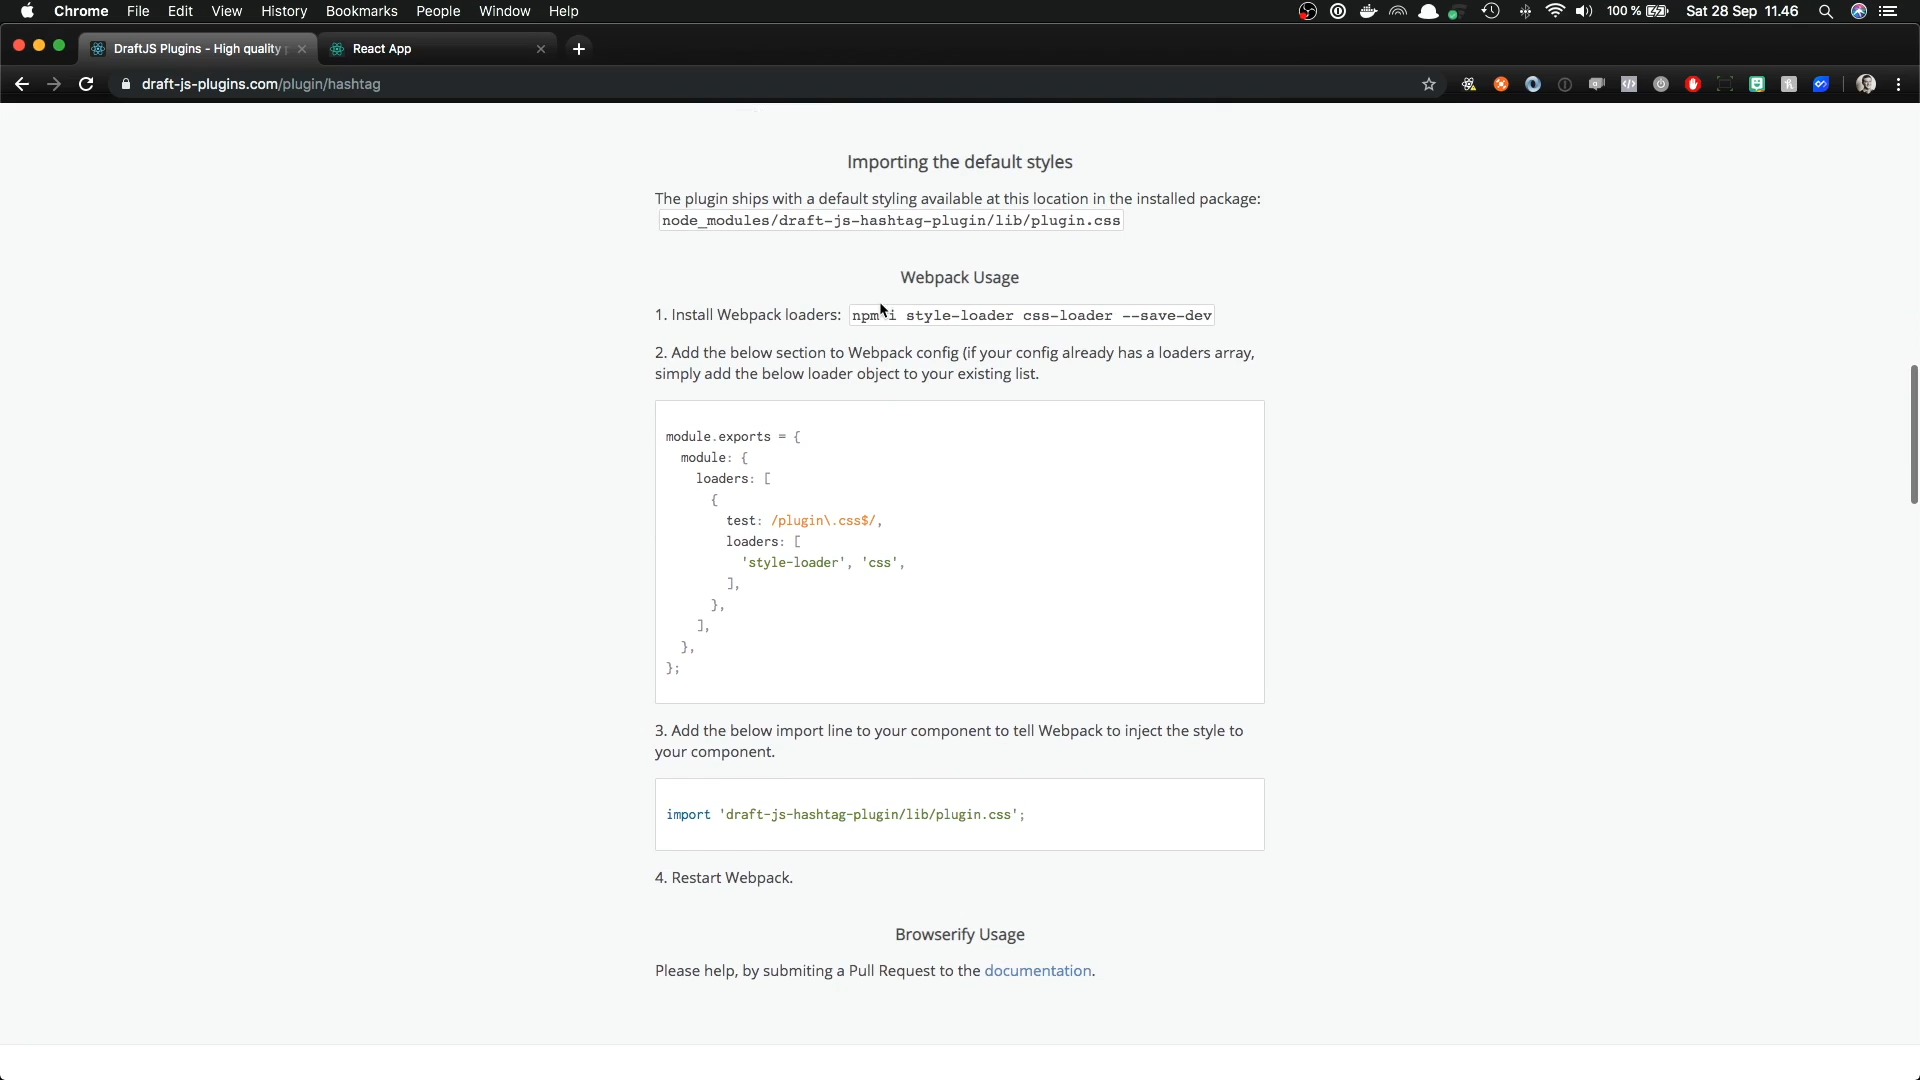 Chrome File Edit View History Bookmarks People Window Help 100 % Sat 28 Sep 11.46
DraftJS Plugins - High quality React App
draft-js-plugins.com/plugin/hashtag
Importing the default styles
The plugin ships with a default styling available at this location in the installed package:
node_modules/draft-js-hashtag-plugin/lib/plugin.css
Webpack Usage
1. Install Webpack loaders: npm i style-loader css-loader --save-dev
2. Add the below section to Webpack config (if your config already has a loaders array,
simply add the below loader object to your existing list.
module.exports = {
module: {
loaders: [
{
test: /plugin\.css$/,
loaders: [
'style-loader', 'css',
],
},
],
},
};
3. Add the below import line to your component to tell Webpack to inject the style to
your component.
import 'draft-js-hashtag-plugin/lib/plugin.css';
4. Restart Webpack.
Browserify Usage
Please help, by submiting a Pull Request to the documentation.